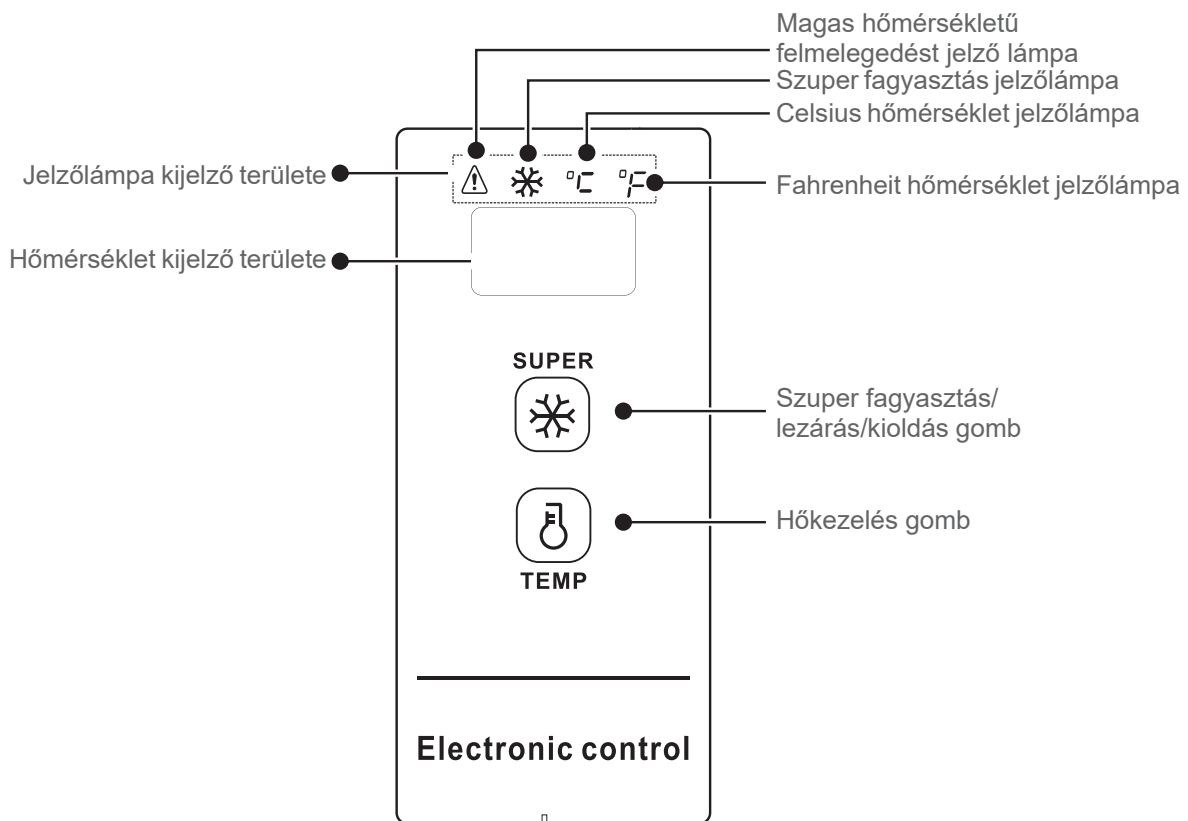 Magas hőmérsékletű
felmelegedést jelző lámpa
Szuper fagyasztás jelzőlámpa
Celsius hőmérséklet jelzőlámpa
Jelzőlámpa kijelző területe
°C °F
Fahrenheit hőmérséklet jelzőlámpa
Hőmérséklet kijelző területe
SUPER
Szuper fagyasztás/
lezárás/kioldás gomb
Hőkezelés gomb
TEMP
Electronic control